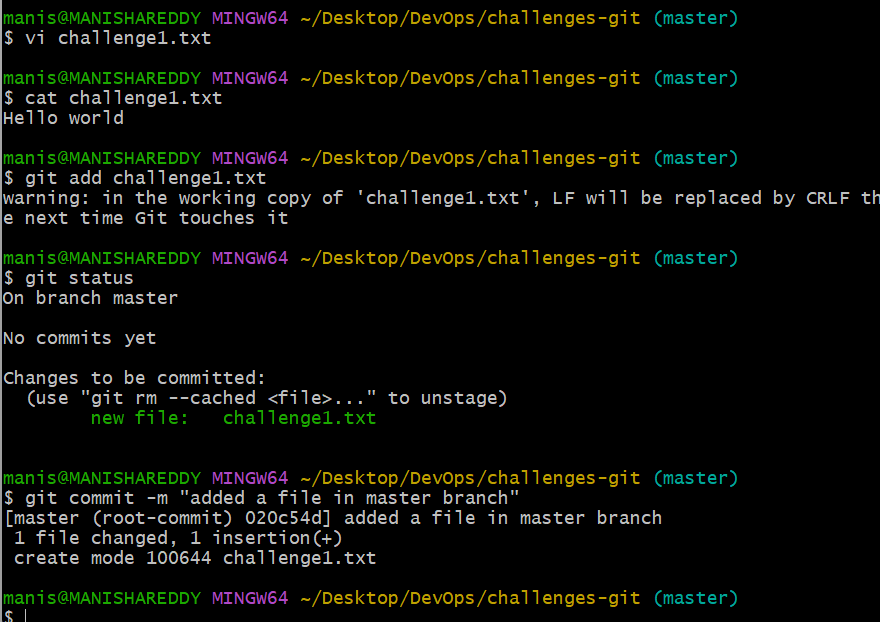 manis@MANISHAREDDY MINGW64 ~/Desktop/DevOps/challenges-git (master)
$ vi challenge1.txt
manis@MANISHAREDDY MINGW64 ~/Desktop/DevOps/challenges-git (master)
$ cat challenge1.txt
Hello world
manis@MANISHAREDDY MINGW64 ~/Desktop/DevOps/challenges-git (master)
$ git add challenge1.txt
warning: in the working copy of 'challenge1.txt', LF will be replaced by CRLF th
e next time Git touches it
manis@MANISHAREDDY MINGW64 ~/Desktop/DevOps/challenges-git (master)
$ git status
On branch master
No commits yet
Changes to be committed:
  (use "git rm --cached <file>..." to unstage)
        new file:   challenge1.txt
manis@MANISHAREDDY MINGW64 ~/Desktop/DevOps/challenges-git (master)
$ git commit -m "added a file in master branch"
[master (root-commit) 020c54d] added a file in master branch
 1 file changed, 1 insertion(+)
 create mode 100644 challenge1.txt
manis@MANISHAREDDY MINGW64 ~/Desktop/DevOps/challenges-git (master)
$